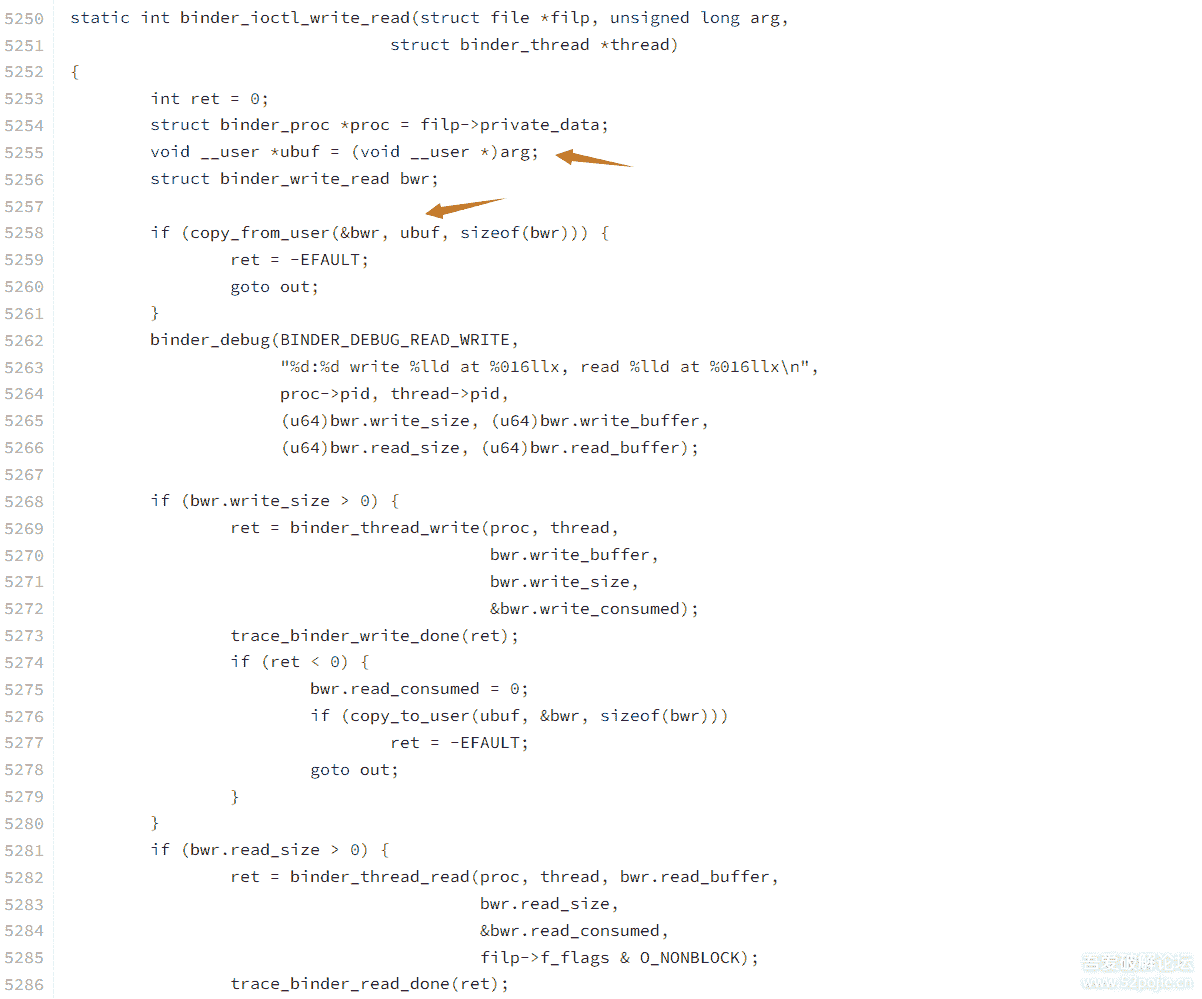 5250 static int binder_ioctl_write_read(struct file *filp, unsigned long arg,
5251 struct binder_thread *thread)
5252 {
5253 int ret = 0;
5254 struct binder_proc *proc = filp->private_data;
5255 void __user *ubuf = (void __user *)arg;
5256 struct binder_write_read bwr;
5257
5258 if (copy_from_user(&bwr, ubuf, sizeof(bwr))) {
5259 ret = -EFAULT;
5260 goto out;
5261 }
5262 binder_debug(BINDER_DEBUG_READ_WRITE,
5263 "%d:%d write %lld at %016llx, read %lld at %016llx\n",
5264 proc->pid, thread->pid,
5265 (u64)bwr.write_size, (u64)bwr.write_buffer,
5266 (u64)bwr.read_size, (u64)bwr.read_buffer);
5267
5268 if (bwr.write_size > 0) {
5269 ret = binder_thread_write(proc, thread,
5270 bwr.write_buffer,
5271 bwr.write_size,
5272 &bwr.write_consumed);
5273 trace_binder_write_done(ret);
5274 if (ret < 0) {
5275 bwr.read_consumed = 0;
5276 if (copy_to_user(ubuf, &bwr, sizeof(bwr)))
5277 ret = -EFAULT;
5278 goto out;
5279 }
5280 }
5281 if (bwr.read_size > 0) {
5282 ret = binder_thread_read(proc, thread, bwr.read_buffer,
5283 bwr.read_size,
5284 &bwr.read_consumed,
5285 filp->f_flags & O_NONBLOCK);
5286 trace_binder_read_done(ret);
吾爱破解论坛
www.52pojie.cn